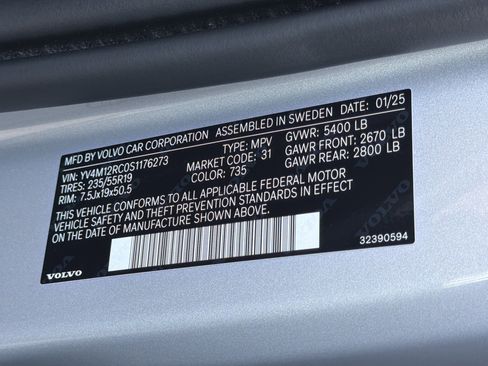 MFD BY VOLVO CAR CORPORATION ASSEMBLED IN SWEDEN DATE: 01/25
VIN: YV4M12RC0S1176273 TYPE: MPV GVWR: 5400 LB
TIRES: 235/55R19 MARKET CODE: 31 GAWR FRONT: 2670 LB
RIM: 7.5Jx19x50.5 COLOR: 735 GAWR REAR: 2800 LB
THIS VEHICLE CONFORMS TO ALL APPLICABLE FEDERAL MOTOR
VEHICLE SAFETY AND THEFT PREVENTION STANDARDS IN EFFECT
ON THE DATE OF MANUFACTURE SHOWN ABOVE.
VOLVO
32390594